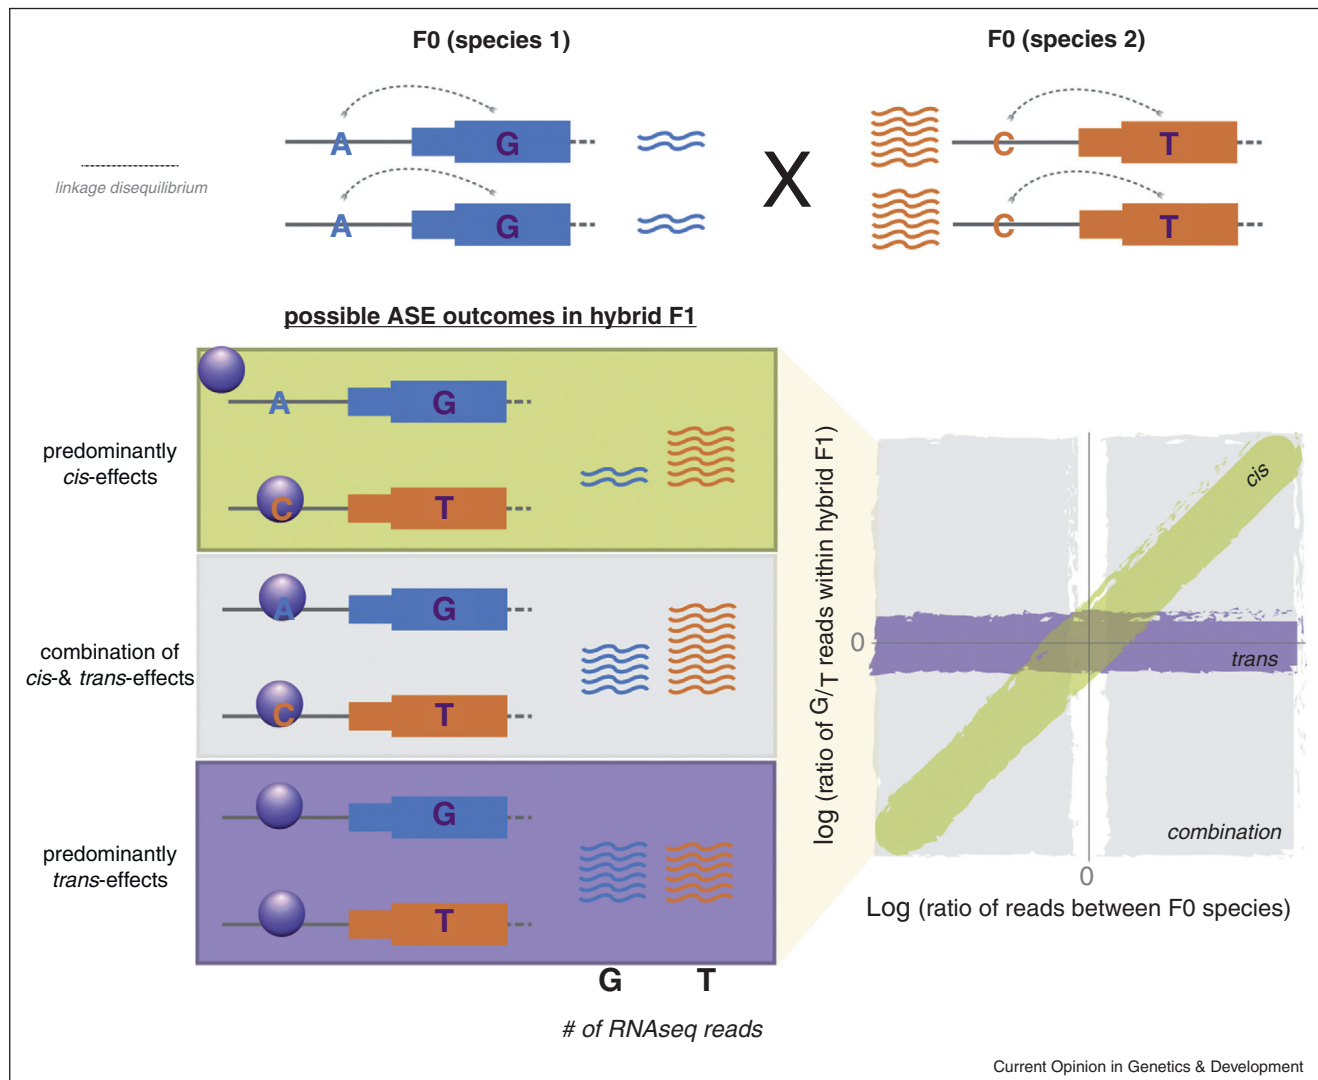 F0 (species 1)
F0 (species 2)
A
G
C
T
linkage disequilibrium
X
A
G
C
T
possible ASE outcomes in hybrid F1
predominantly
cis-effects
A
G
C
T
combination of
cis-& trans-effects
A
G
C
T
predominantly
trans-effects
G
T
G T
# of RNAseq reads
log (ratio of G/T reads within hybrid F1)
cis
0
trans
combination
0
Log (ratio of reads between F0 species)
Current Opinion in Genetics & Development